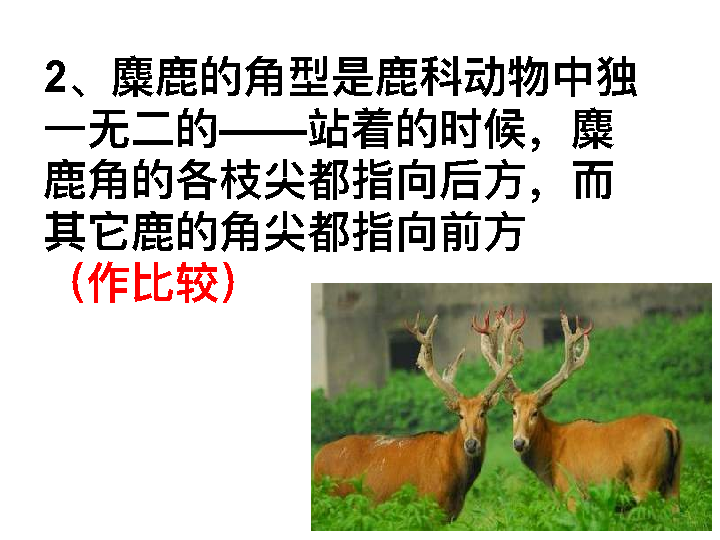 2、麋鹿的角型是鹿科动物中独
一无二的——站着的时候，麋
鹿角的各枝尖都指向后方，而
其它鹿的角尖都指向前方
（作比较）